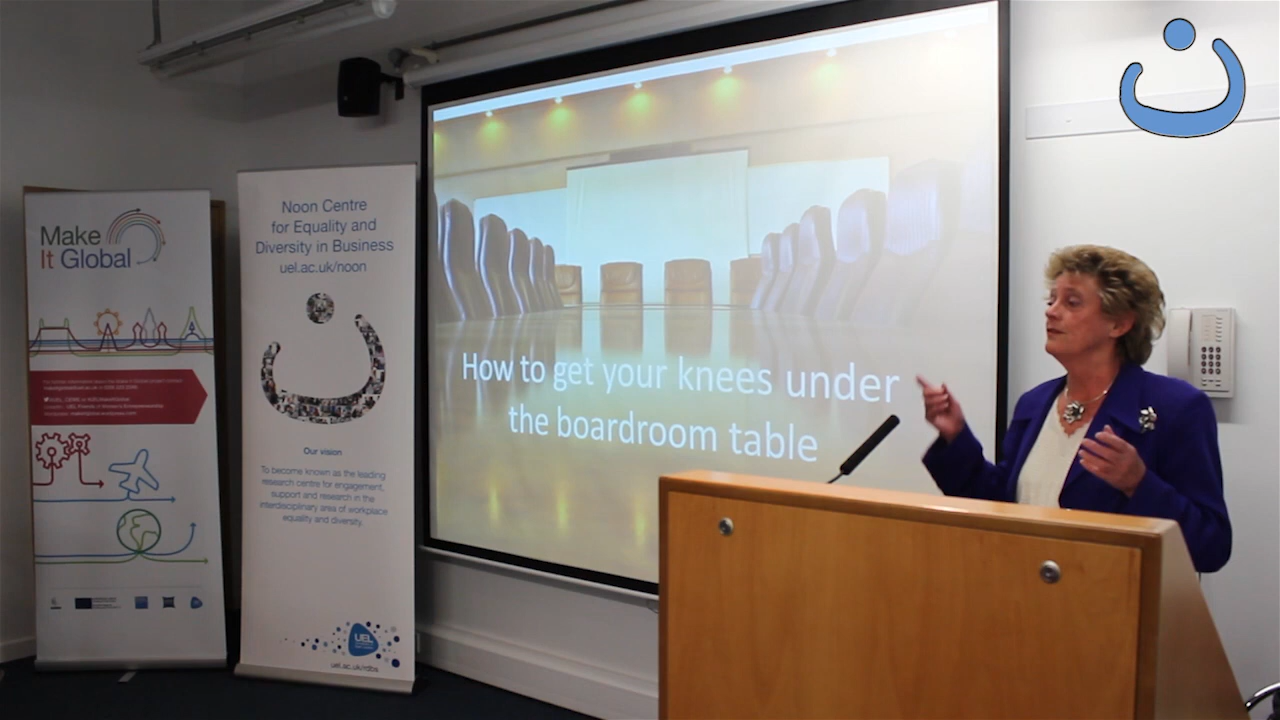 Make
It Global
Noon Centre
for Equality and
Diversity in Business
uel.ac.uk/noon
Our vision
To become known as the leading
research centre for engagement,
support and research in the
interdisciplinary area of workplace
equality and diversity.
UEL
uel.ac.uk/rdbs
How to get your knees under
the boardroom table